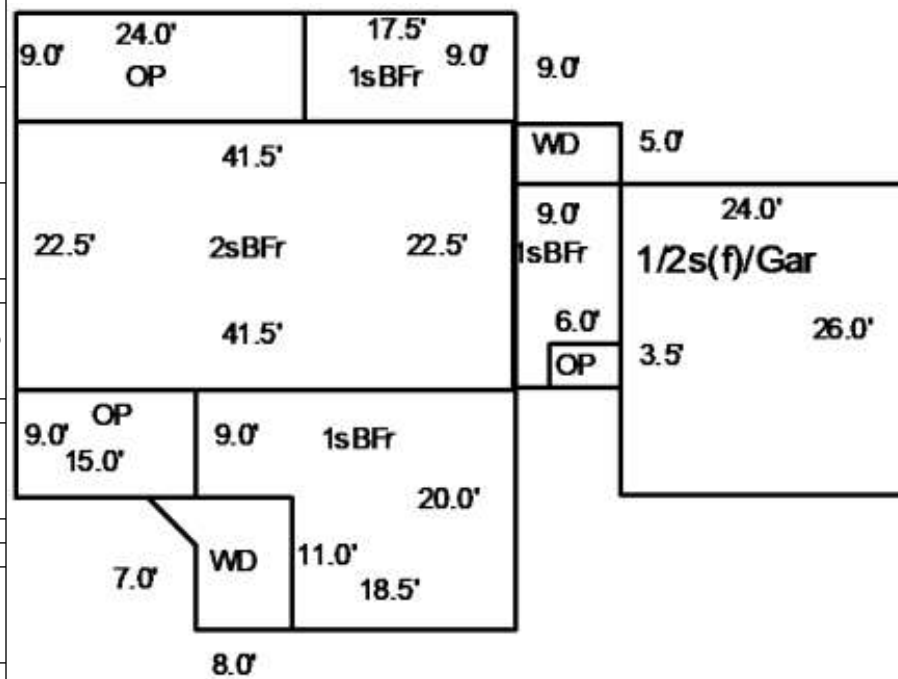 24.0'
9.0'
OP
17.5'
9.0'
1sBFr
9.0'
41.5'
WD
5.0'
22.5'
2sBFr
22.5'
9.0'
1sBFr
24.0'
1/2s(f)/Gar
26.0'
41.5'
6.0'
OP
3.5'
OP
9.0'
15.0'
9.0'
1sBFr
20.0'
7.0'
WD
11.0'
18.5'
8.0'